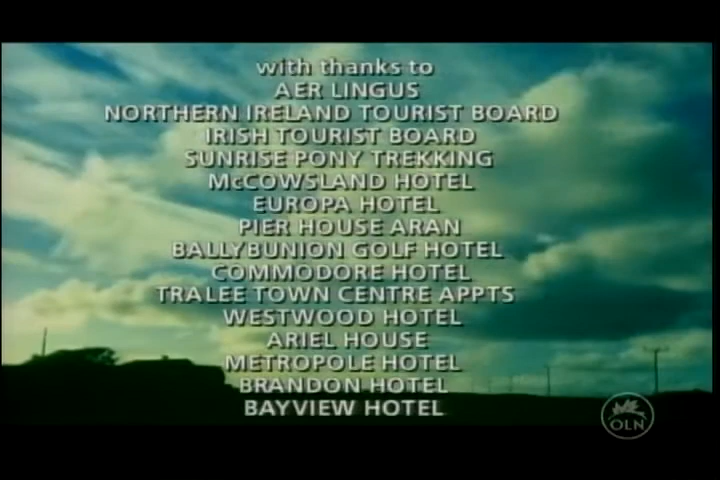 with thanks to
AER LINGUS
NORTHERN IRELAND TOURIST BOARD
IRISH TOURIST BOARD
SUNRISE PONY TREKKING
McCOWSLAND HOTEL
EUROPA HOTEL
PIER HOUSE ARAN
BALLYBUNION GOLF HOTEL
COMMODORE HOTEL
TRALEE TOWN CENTRE APPTS
WESTWOOD HOTEL
ARIEL HOUSE
METROPOLE HOTEL
BRANDON HOTEL
BAYVIEW HOTEL
OLN